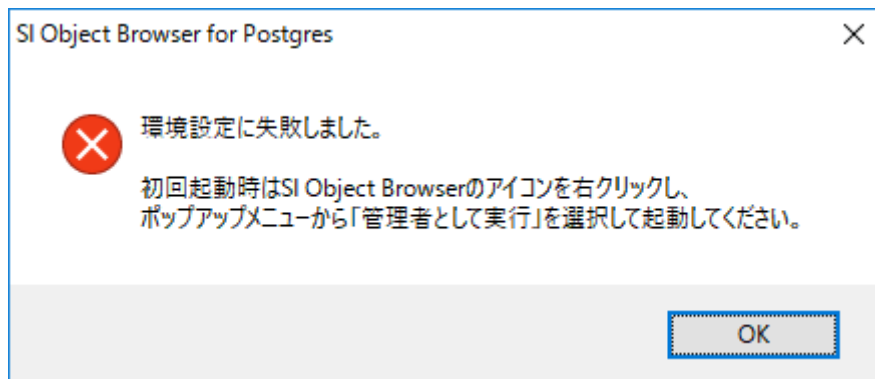 SI Object Browser for Postgres
環境設定に失敗しました。
初回起動時はSI Object Browserのアイコンを右クリックし、
ポップアップメニューから「管理者として実行」を選択して起動してください。
OK